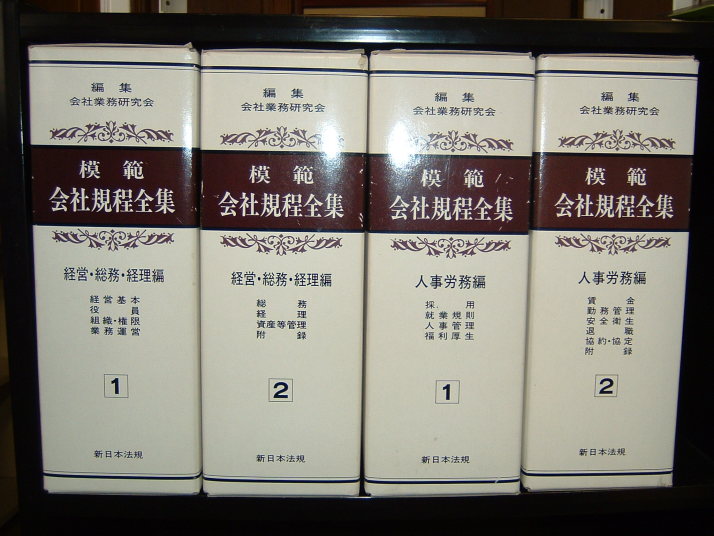 編集
会社業務研究会
模範
会社規程全集
経営・総務・経理編
経営基本
役員
組織・権限
業務運営
1
新日本法規
編集
会社業務研究会
模範
会社規程全集
経営・総務・経理編
総務
経理
資産等管理
附録
2
新日本法規
編集
会社業務研究会
模範
会社規程全集
人事労務編
採用
就業規則
人事管理
福利厚生
1
新日本法規
編集
会社業務研究会
模範
会社規程全集
人事労務編
賃金
勤務管理
安全衛生
退職
協約・協定
附録
2
新日本法規